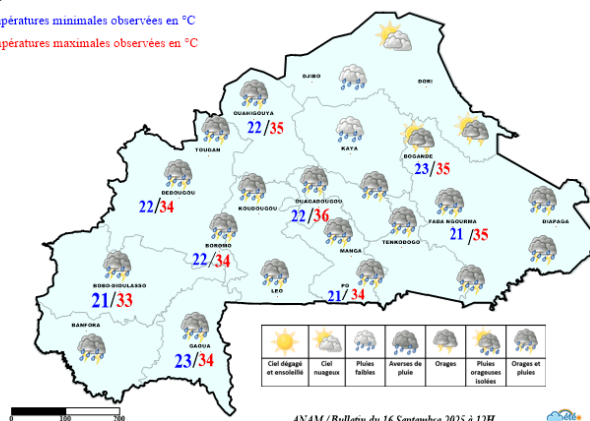 pératures minimales observées en °C
pératures maximales observées en °C
DJIBO
DORI
OUAHIGOUYA
22/35
TOUGAN
KAYA
BOGANDE
23/35
DEDOUGOU
22/34
KOUDOUGOU
OUAGADOUGOU
22/36
FADA NGOURMA
21/35
DIAPAGA
BOROMO
22/34
MANGA
TENKODOGO
BOBO-DIOULASSO
21/33
LEO
PO
21/34
BANFORA
GAOUA
23/34
Ciel dégagé et ensoleillé
Ciel nuageux
Pluies faibles
Averses de pluie
Orages
Pluies orageuses isolées
Orages et pluies
0 100 200
ANAM / Bulletin du 16 Septembre 2025 à 12H
été